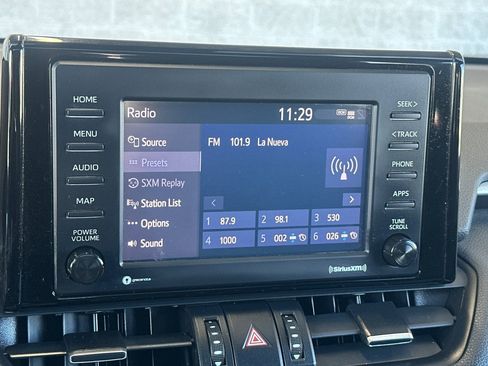 HOME
MENU
AUDIO
MAP
POWER
VOLUME
Radio 11:29
Source
Presets
SXM Replay
Station List
Options
Sound
FM 101.9 La Nueva
< >
1 87.9 2 98.1 3 530
4 1000 5 002 6 026
SEEK>
<TRACK
PHONE
APPS
TUNE
SCROLL
((SiriusXM))